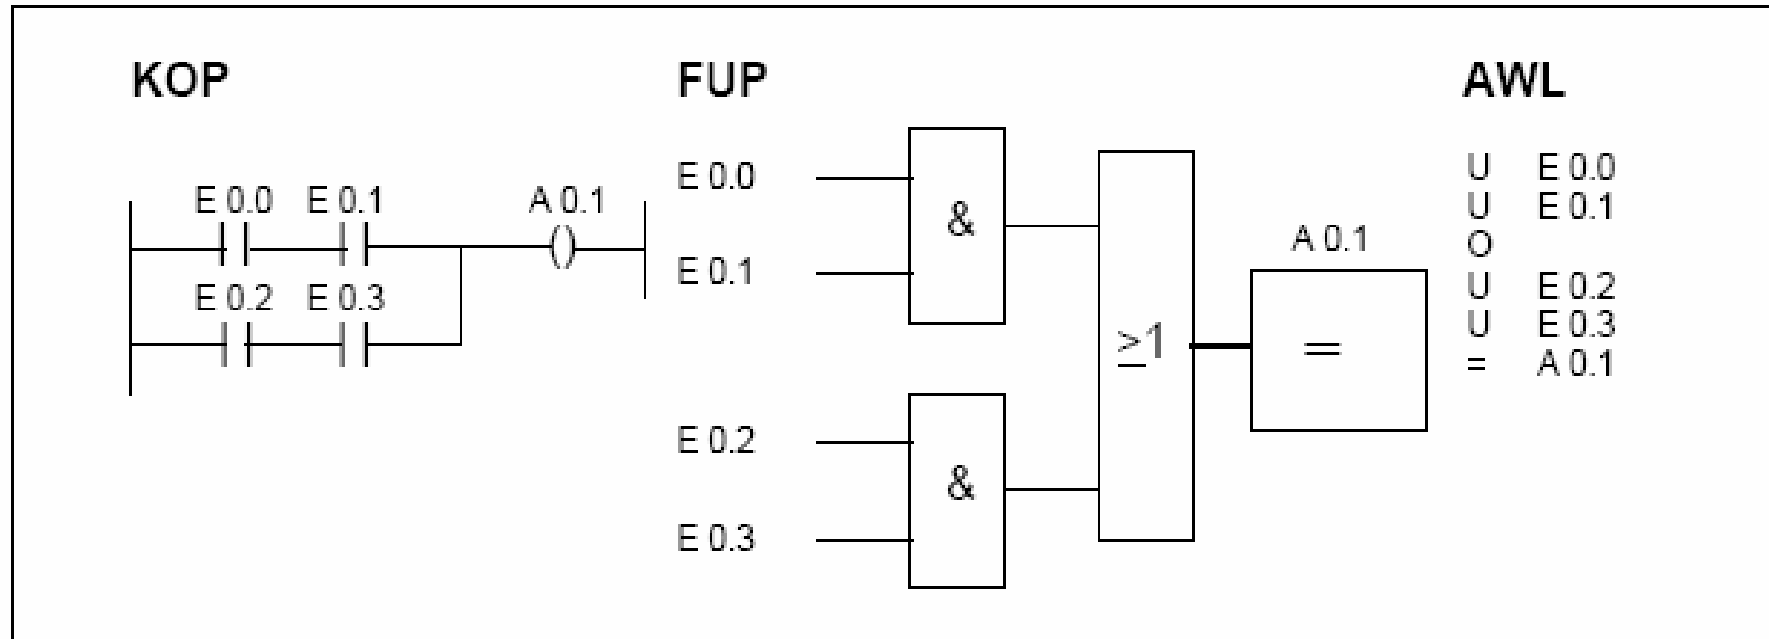 KOP
E 0.0 E 0.1 A 0.1
( )
E 0.2 E 0.3
FUP
E 0.0
E 0.1
&
E 0.2
E 0.3
&
≥1
A 0.1
=
AWL
U E 0.0
U E 0.1
O
U E 0.2
U E 0.3
= A 0.1